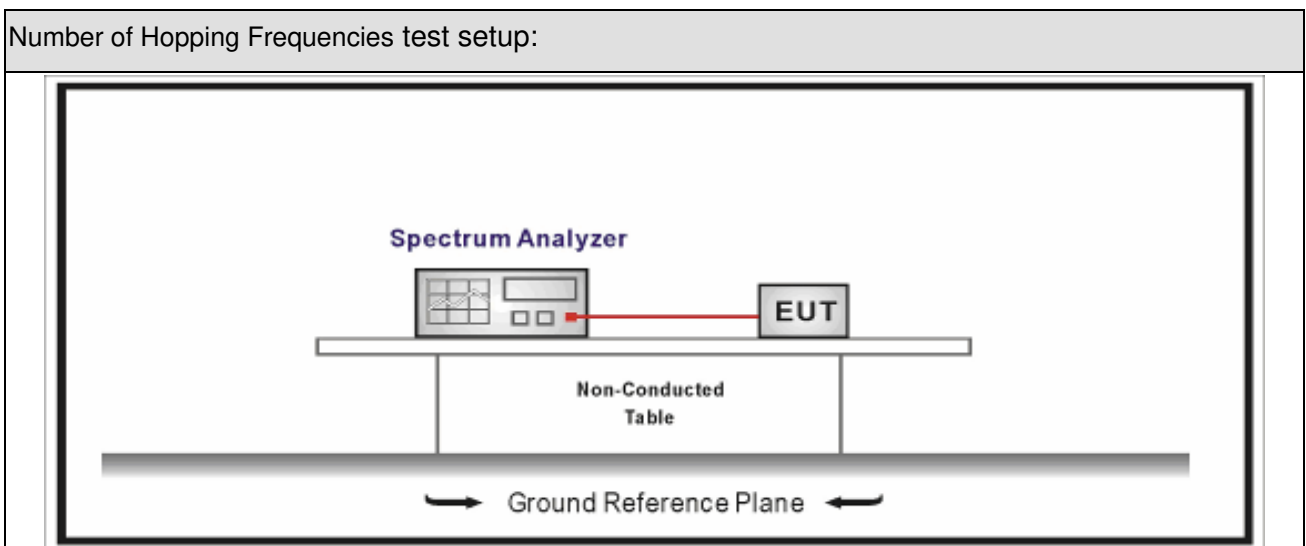 Number of Hopping Frequencies test setup:
Spectrum Analyzer
EUT
Non-Conducted
Table
Ground Reference Plane